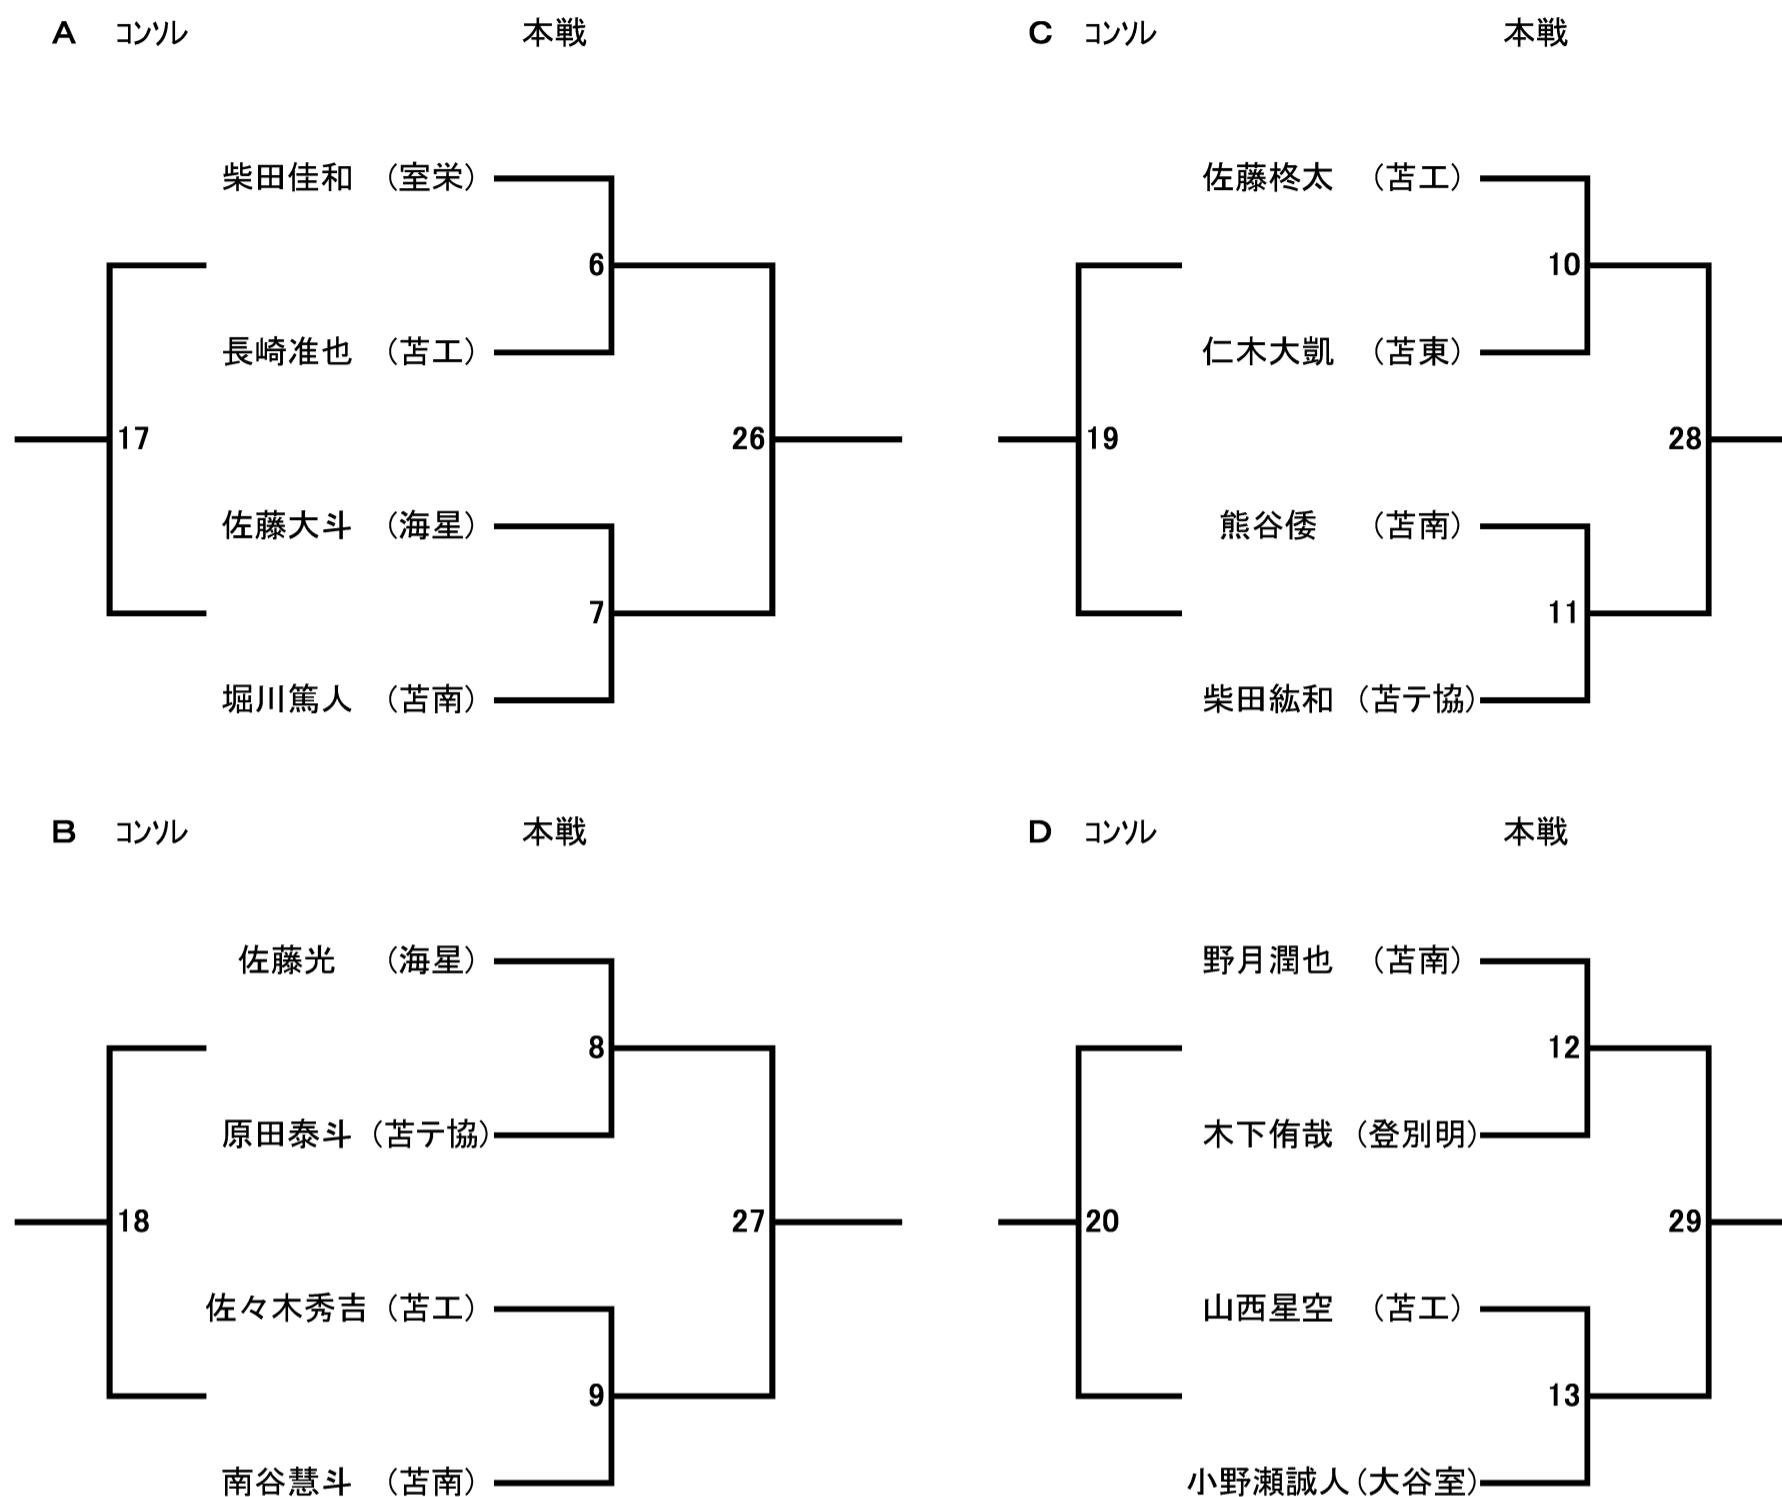 A コンソル 本戦
柴田佳和 （室栄）
6
長崎准也 （苫工）
17
26
佐藤大斗 （海星）
7
堀川篤人 （苫南）
C コンソル 本戦
佐藤柊太 （苫工）
10
仁木大凱 （苫東）
19
28
熊谷倭 （苫南）
11
柴田紘和 （苫テ協）
B コンソル 本戦
佐藤光 （海星）
8
原田泰斗 （苫テ協）
18
27
佐々木秀吉 （苫工）
9
南谷慧斗 （苫南）
D コンソル 本戦
野月潤也 （苫南）
12
木下侑哉 （登別明）
20
29
山西星空 （苫工）
13
小野瀬誠人 （大谷室）